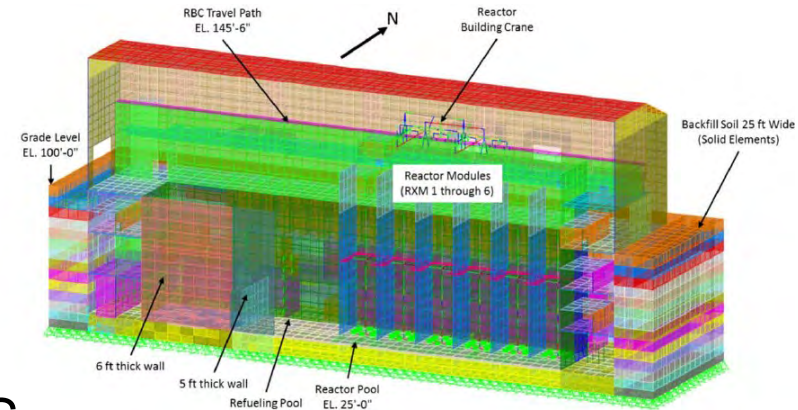 RBC Travel Path
EL. 145'-6"
N
Reactor
Building Crane
Grade Level
EL. 100'-0"
Backfill Soil 25 ft Wide
(Solid Elements)
Reactor Modules
(RXM 1 through 6)
6 ft thick wall
5 ft thick wall
Refueling Pool
Reactor Pool
EL. 25'-0"